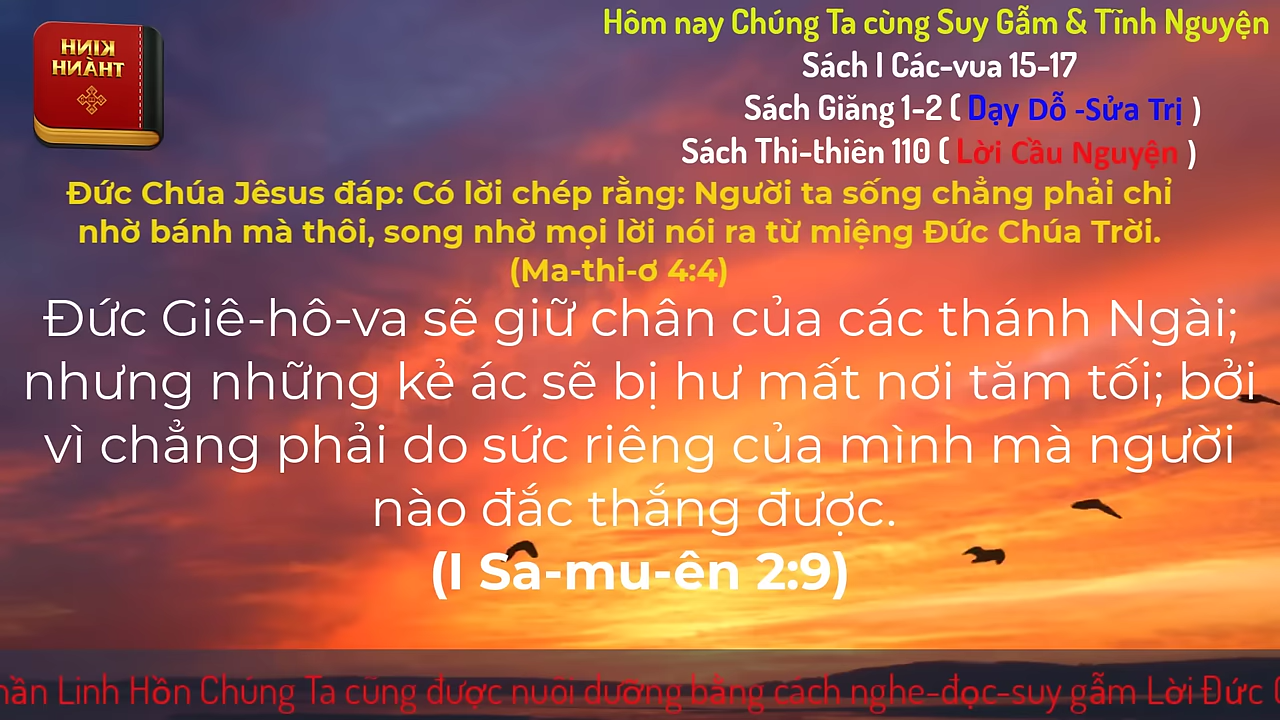 KINH
THÀNH
Hôm nay Chúng Ta cùng Suy Gẫm & Tĩnh Nguyện
Sách I Các-vua 15-17
Sách Giăng 1-2 ( Dạy Dỗ -Sửa Trị )
Sách Thi-thiên 110 ( Lời Cầu Nguyện )
Đức Chúa Jêsus đáp: Có lời chép rằng: Người ta sống chẳng phải chỉ
nhờ bánh mà thôi, song nhờ mọi lời nói ra từ miệng Đức Chúa Trời.
(Ma-thi-ơ 4:4)
Đức Giê-hô-va sẽ giữ chân của các thánh Ngài;
nhưng những kẻ ác sẽ bị hư mất nơi tăm tối; bởi
vì chẳng phải do sức riêng của mình mà người
nào đắc thắng được.
(I Sa-mu-ên 2:9)
Linh Hồn Chúng Ta cũng được nuôi dưỡng bằng cách nghe-đọc-suy gẫm Lời Đức